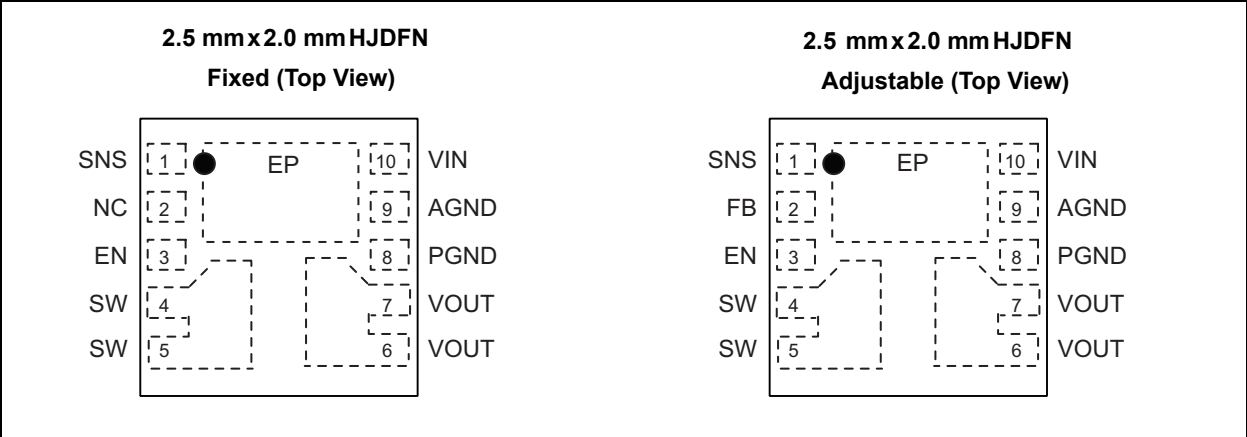 2.5 mm x 2.0 mm HJDFN
Fixed (Top View)
SNS 1 EP 10 VIN
NC 2 9 AGND
EN 3 8 PGND
SW 4 7 VOUT
SW 5 6 VOUT
2.5 mm x 2.0 mm HJDFN
Adjustable (Top View)
SNS 1 EP 10 VIN
FB 2 9 AGND
EN 3 8 PGND
SW 4 7 VOUT
SW 5 6 VOUT